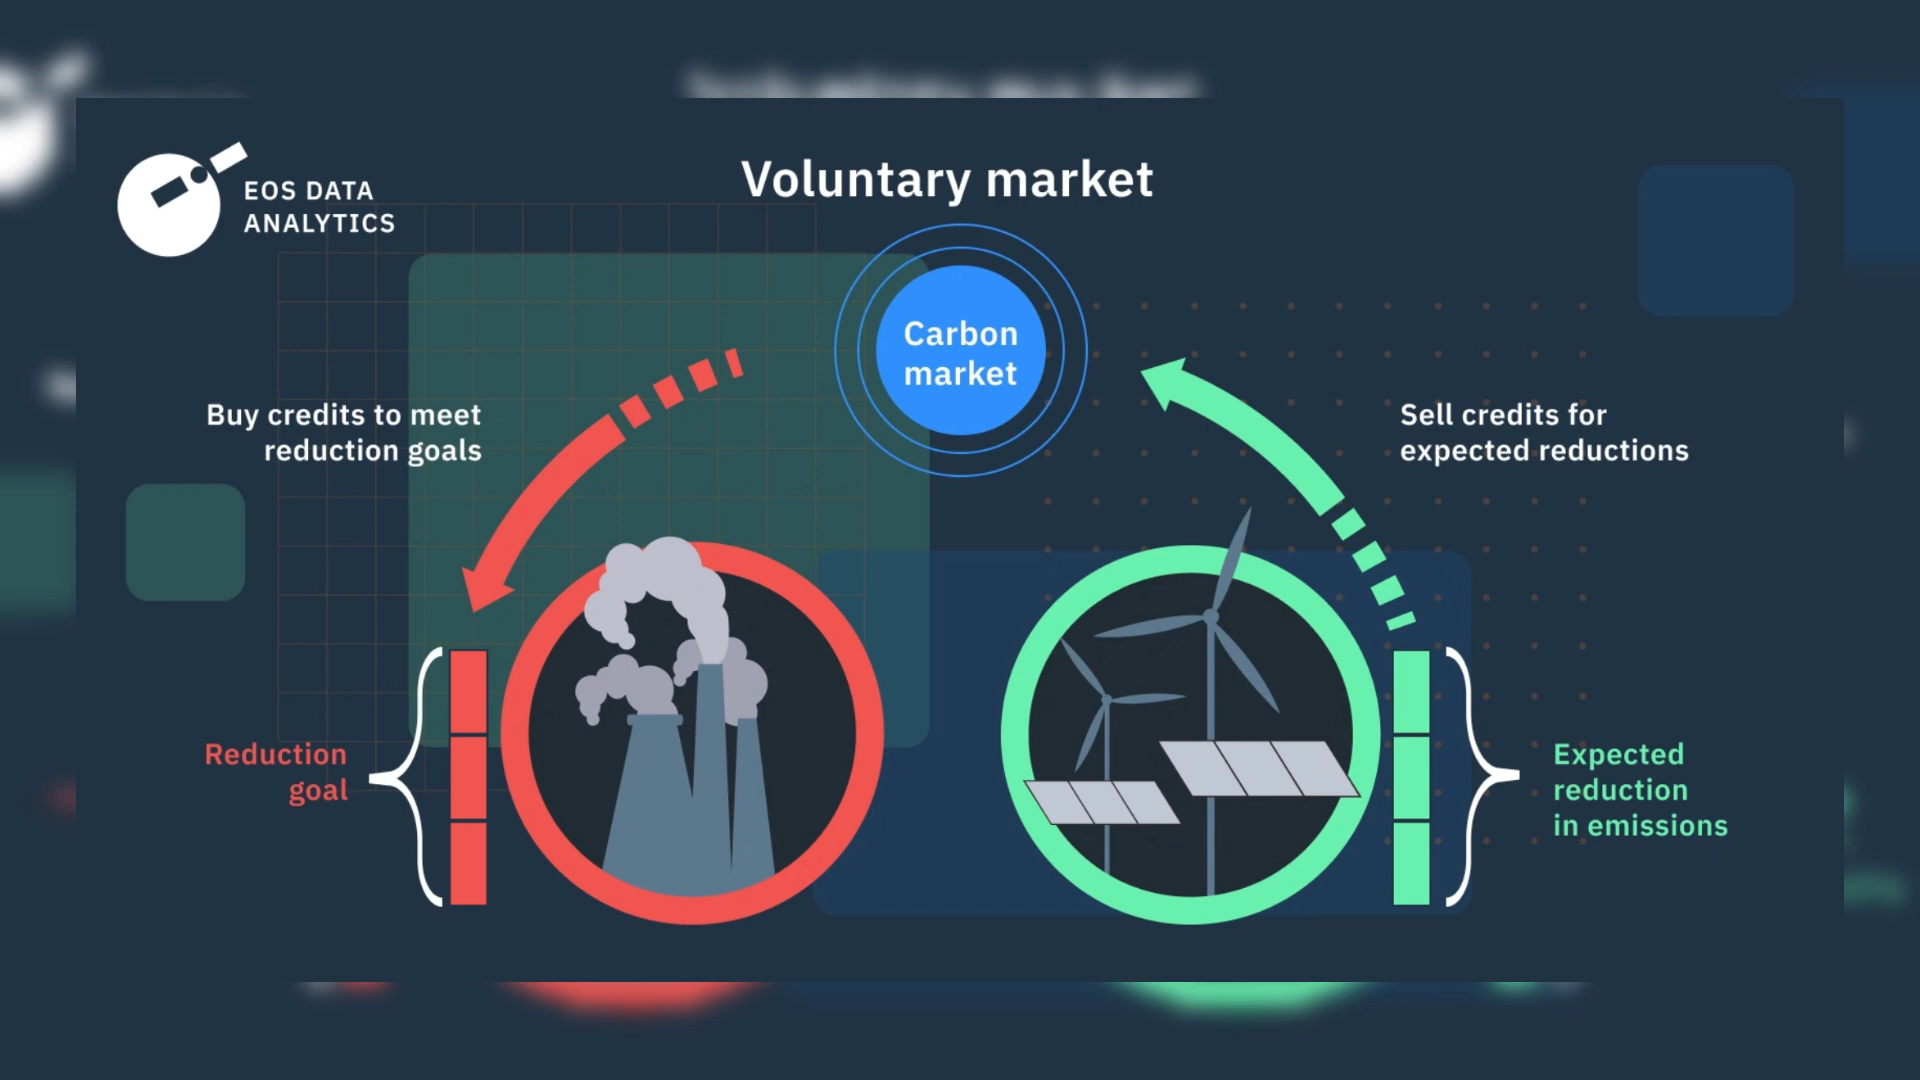 EOS DATA
ANALYTICS
Voluntary market
Carbon
market
Buy credits to meet
reduction goals
Sell credits for
expected reductions
Reduction
goal
Expected
reduction
in emissions